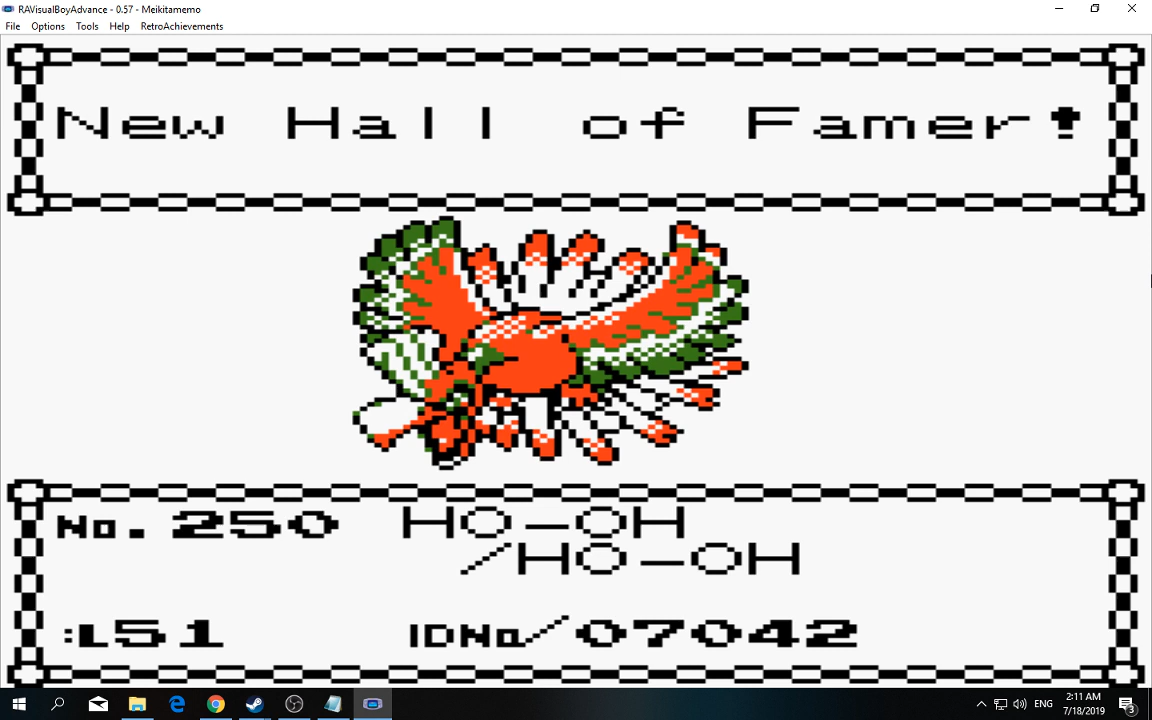 RAVisualBoyAdvance - 0.57 - Meikitamemo
File Options Tools Help RetroAchievements
New Hall of Famer!
No. 250 HO-OH
/HO-OH
:L51 IDNo/07042
ENG
2:11 AM
7/18/2019
3